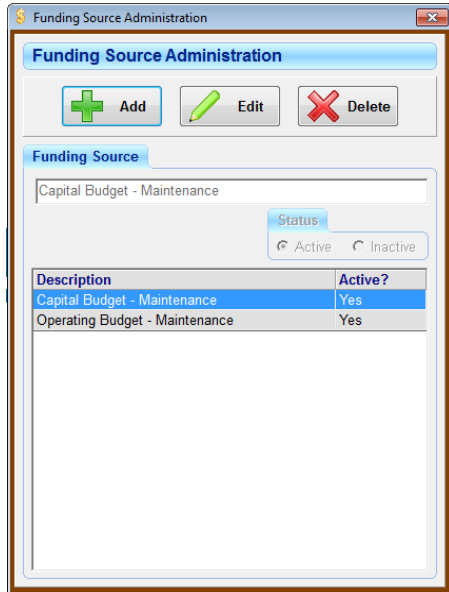 Funding Source Administration
Funding Source Administration
Add Edit Delete
Funding Source
Capital Budget - Maintenance
Status
Active Inactive
Description Active?
Capital Budget - Maintenance Yes
Operating Budget - Maintenance Yes